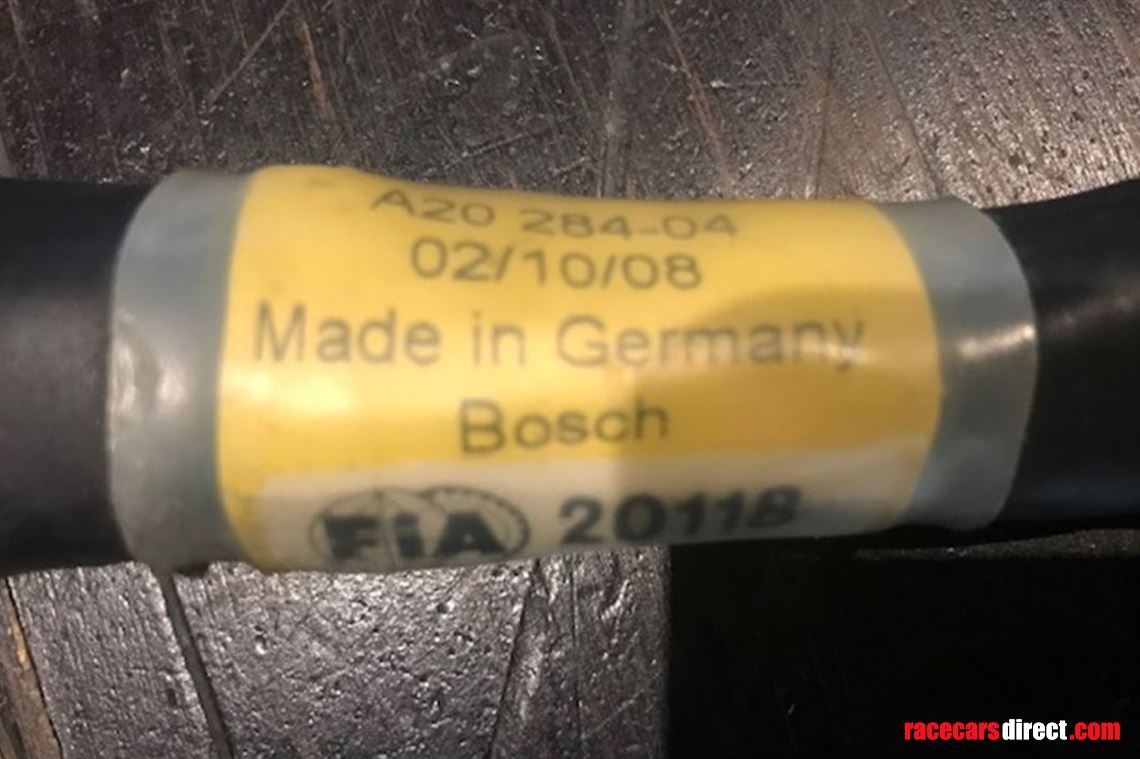 A20 284-04
02/10/08
Made in Germany
Bosch
FiA 20118
racecarsdirect.com